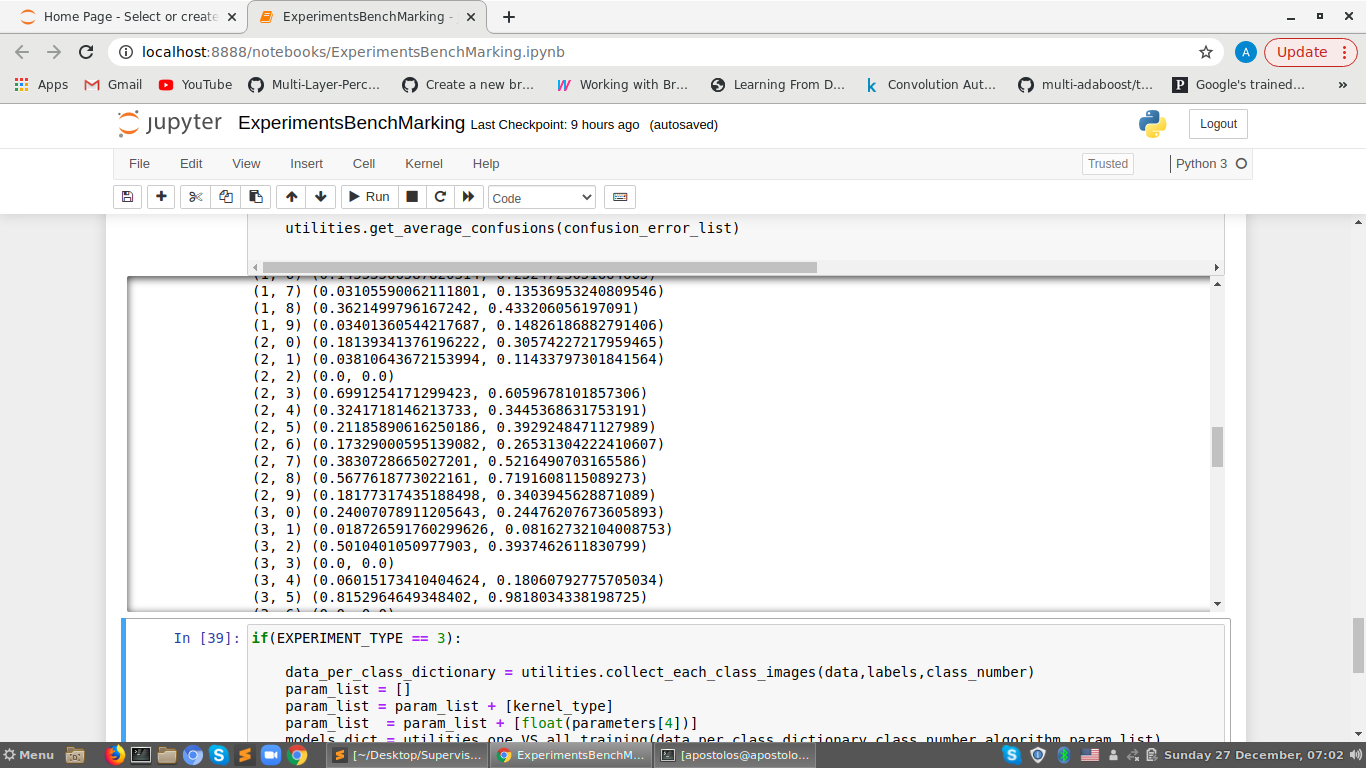 Home Page - Select or create
ExperimentsBenchMarking -
localhost:8888/notebooks/ExperimentsBenchMarking.ipynb
A
Update
Apps
Gmail
YouTube
Multi-Layer-Perc...
Create a new br...
Working with Br...
Learning From D...
Convolution Aut...
multi-adaboost/t...
Google's trained...
jupyter ExperimentsBenchMarking Last Checkpoint: 9 hours ago (autosaved)
Logout
File Edit View Insert Cell Kernel Help
Trusted
Python 3
Run
Code
utilities.get_average_confusions(confusion_error_list)
(1, 7) (0.03105590062111801, 0.13536953240809546)
(1, 8) (0.3621499796167242, 0.433206056197091)
(1, 9) (0.03401360544217687, 0.14826186882791406)
(2, 0) (0.18139341376196222, 0.30574227217959465)
(2, 1) (0.03810643672153994, 0.11433797301841564)
(2, 2) (0.0, 0.0)
(2, 3) (0.6991254171299423, 0.6059678101857306)
(2, 4) (0.3241718146213733, 0.3445368631753191)
(2, 5) (0.21185890616250186, 0.3929248471127989)
(2, 6) (0.17329000595139082, 0.26531304222410607)
(2, 7) (0.3830728665027201, 0.5216490703165586)
(2, 8) (0.5677618773022161, 0.7191608115089273)
(2, 9) (0.18177317435188498, 0.3403945628871089)
(3, 0) (0.24007078911205643, 0.24476207673605893)
(3, 1) (0.018726591760299626, 0.08162732104008753)
(3, 2) (0.5010401050977903, 0.3937462611830799)
(3, 3) (0.0, 0.0)
(3, 4) (0.06015173410404624, 0.18060792775705034)
(3, 5) (0.8152964649348402, 0.9818034338198725)
In [39]: if(EXPERIMENT_TYPE == 3):
data_per_class_dictionary = utilities.collect_each_class_images(data,labels,class_number)
param_list = []
param_list = param_list + [kernel_type]
param_list  = param_list + [float(parameters[4])]
models_dict = utilities.one_VS_all_training(data_per_class_dictionary,class_number,algorithm,param_list)
Menu
[~/Desktop/Supervis...
ExperimentsBenchM...
[apostolos@apostolo...
Sunday 27 December, 07:02